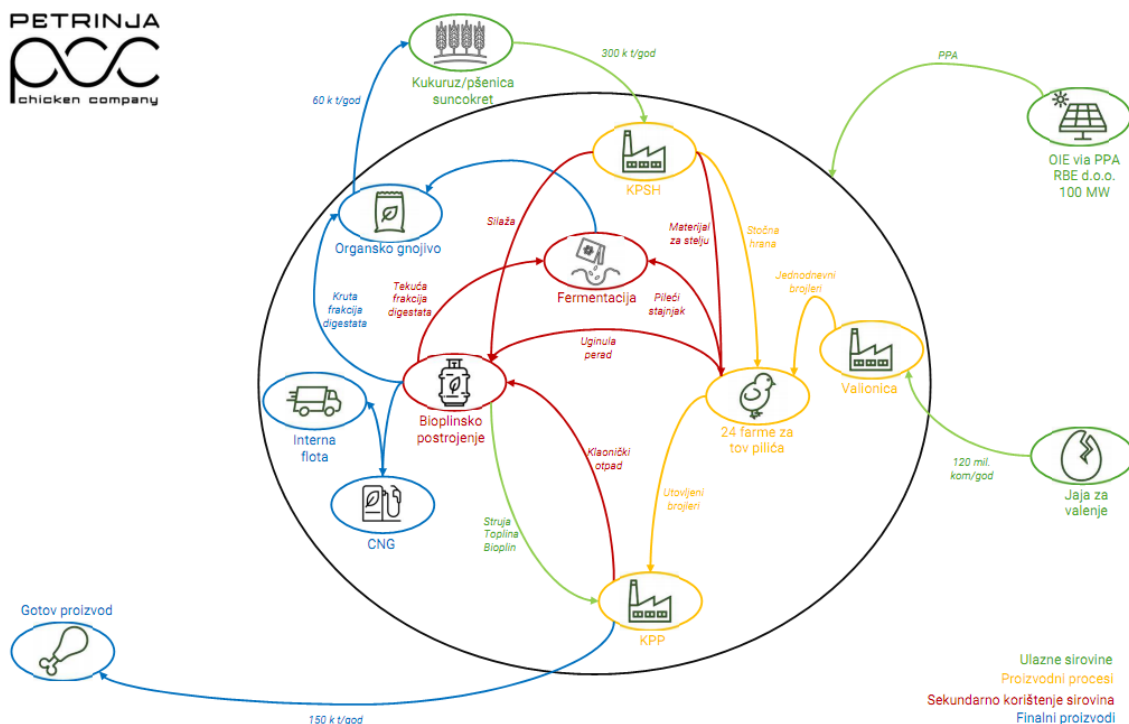 PETRINJA
pcc
chicken company
Kukuruz/pšenica
suncokret
300 k t/god
60 k t/god
PPA
OIE via PPA
RBE d.o.o.
100 MW
KPSH
Organsko gnojivo
Silaža
Materijal
za stelju
Stočna
hrana
Fermentacija
Jednodnevni
brojleri
Kruta
frakcija
digestata
Tekuća
frakcija
digestata
Pileći
stajnjak
Uginula
perad
Valionica
Bioplinsko
postrojenje
24 farme za
tov pilića
Interna
flota
Klaonički
otpad
120 mil.
kom/god
Jaja za
valenje
CNG
Utovljeni
brojleri
Struja
Toplina
Bioplin
Gotov proizvod
KPP
150 k t/god
Ulazne sirovine
Proizvodni procesi
Sekundarno korištenje sirovina
Finalni proizvodi